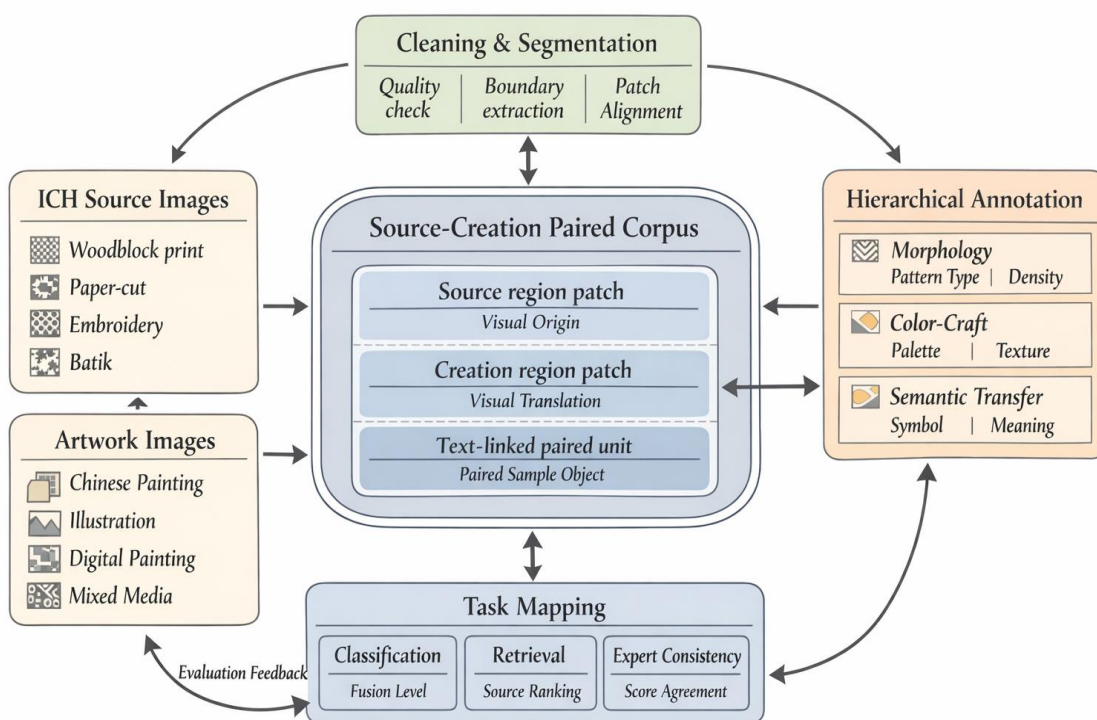 Cleaning & Segmentation
Quality check | Boundary extraction | Patch Alignment
ICH Source Images
Woodblock print
Paper-cut
Embroidery
Batik
Artwork Images
Chinese Painting
Illustration
Digital Painting
Mixed Media
Source-Creation Paired Corpus
Source region patch
Visual Origin
Creation region patch
Visual Translation
Text-linked paired unit
Paired Sample Object
Hierarchical Annotation
Morphology
Pattern Type | Density
Color-Craft
Palette | Texture
Semantic Transfer
Symbol | Meaning
Evaluation Feedback
Task Mapping
Classification
Fusion Level
Retrieval
Source Ranking
Expert Consistency
Score Agreement